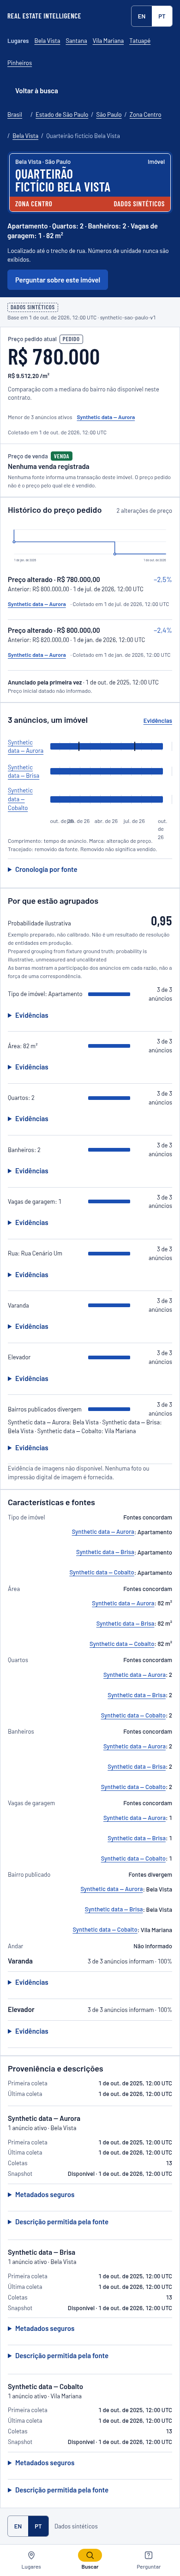 REAL ESTATE INTELLIGENCE
EN PT
Lugares Bela Vista Santana Vila Mariana Tatuapé
Pinheiros
Voltar à busca
Brasil / Estado de São Paulo / São Paulo / Zona Centro
/ Bela Vista / Quarteirão fictício Bela Vista
Bela Vista · São Paulo Imóvel
QUARTEIRÃO
FICTÍCIO BELA VISTA
ZONA CENTRO DADOS SINTÉTICOS
Apartamento · Quartos: 2 · Banheiros: 2 · Vagas de
garagem: 1 · 82 m²
Localizado até o trecho de rua. Números de unidade nunca são
exibidos.
Perguntar sobre este imóvel
DADOS SINTÉTICOS
Base em 1 de out. de 2026, 12:00 UTC · synthetic-sao-paulo-v1
Preço pedido atual PEDIDO
R$ 780.000
R$ 9.512,20 /m²
Comparação com a mediana do bairro não disponível neste
contrato.
Menor de 3 anúncios ativos Synthetic data — Aurora
Coletado em 1 de out. de 2026, 12:00 UTC
Preço de venda VENDA
Nenhuma venda registrada
Nenhuma fonte informa uma transação deste imóvel. O preço pedido
não é o preço pelo qual ele é vendido.
Histórico do preço pedido 2 alterações de preço
Preço alterado · R$ 780.000,00 −2,5%
Anterior: R$ 800.000,00 · 1 de jul. de 2026, 12:00 UTC
Synthetic data — Aurora · Coletado em 1 de jul. de 2026, 12:00 UTC
Preço alterado · R$ 800.000,00 −2,4%
Anterior: R$ 820.000,00 · 1 de jan. de 2026, 12:00 UTC
Synthetic data — Aurora · Coletado em 1 de jan. de 2026, 12:00 UTC
Anunciado pela primeira vez · 1 de out. de 2025, 12:00 UTC
Preço inicial datado não informado.
3 anúncios, um imóvel Evidências
Synthetic
data — Aurora
Synthetic
data — Brisa
Synthetic
data —
Cobalto
abr. de 26 jul. de 26 out.
de
26
Comprimento: tempo de anúncio. Marca: alteração de preço.
Tracejado: removido da fonte. Removido não significa vendido.
Cronologia por fonte
Por que estão agrupados
Probabilidade ilustrativa 0,95
Exemplo preparado, não calibrado. Não é um resultado de resolução
de entidades em produção.
Prepared grouping from fixture ground truth; probability is
illustrative, unmeasured and uncalibrated
As barras mostram a participação dos anúncios em cada razão, não a
força de uma correspondência.
Tipo de imóvel: Apartamento 3 de 3
anúncios
Evidências
Área: 82 m² 3 de 3
anúncios
Evidências
Quartos: 2 3 de 3
anúncios
Evidências
Banheiros: 2 3 de 3
anúncios
Evidências
Vagas de garagem: 1 3 de 3
anúncios
Evidências
Rua: Rua Cenário Um 3 de 3
anúncios
Evidências
Varanda 3 de 3
anúncios
Evidências
Elevador 3 de 3
anúncios
Evidências
Bairros publicados divergem 3 de 3
anúncios
Synthetic data — Aurora: Bela Vista · Synthetic data — Brisa:
Bela Vista · Synthetic data — Cobalto: Vila Mariana
Evidências
Evidência de imagens não disponível. Nenhuma foto ou
impressão digital de imagem é fornecida.
Características e fontes
Tipo de imóvel Fontes concordam
Synthetic data — Aurora: Apartamento
Synthetic data — Brisa: Apartamento
Synthetic data — Cobalto: Apartamento
Área Fontes concordam
Synthetic data — Aurora: 82 m²
Synthetic data — Brisa: 82 m²
Synthetic data — Cobalto: 82 m²
Quartos Fontes concordam
Synthetic data — Aurora: 2
Synthetic data — Brisa: 2
Synthetic data — Cobalto: 2
Banheiros Fontes concordam
Synthetic data — Aurora: 2
Synthetic data — Brisa: 2
Synthetic data — Cobalto: 2
Vagas de garagem Fontes concordam
Synthetic data — Aurora: 1
Synthetic data — Brisa: 1
Synthetic data — Cobalto: 1
Bairro publicado Fontes divergem
Synthetic data — Aurora: Bela Vista
Synthetic data — Brisa: Bela Vista
Synthetic data — Cobalto: Vila Mariana
Andar Não informado
Varanda 3 de 3 anúncios informam · 100%
Evidências
Elevador 3 de 3 anúncios informam · 100%
Evidências
Proveniência e descrições
Primeira coleta 1 de out. de 2025, 12:00 UTC
Última coleta 1 de out. de 2026, 12:00 UTC
Synthetic data — Aurora
1 anúncio ativo · Bela Vista
Primeira coleta 1 de out. de 2025, 12:00 UTC
Última coleta 1 de out. de 2026, 12:00 UTC
Coletas 13
Snapshot Disponível · 1 de out. de 2026, 12:00 UTC
Metadados seguros
Descrição permitida pela fonte
Synthetic data — Brisa
1 anúncio ativo · Bela Vista
Primeira coleta 1 de out. de 2025, 12:00 UTC
Última coleta 1 de out. de 2026, 12:00 UTC
Coletas 13
Snapshot Disponível · 1 de out. de 2026, 12:00 UTC
Metadados seguros
Descrição permitida pela fonte
Synthetic data — Cobalto
1 anúncio ativo · Vila Mariana
Primeira coleta 1 de out. de 2025, 12:00 UTC
Última coleta 1 de out. de 2026, 12:00 UTC
Coletas 13
Snapshot Disponível · 1 de out. de 2026, 12:00 UTC
Metadados seguros
Descrição permitida pela fonte
EN PT Dados sintéticos
Lugares Buscar Perguntar